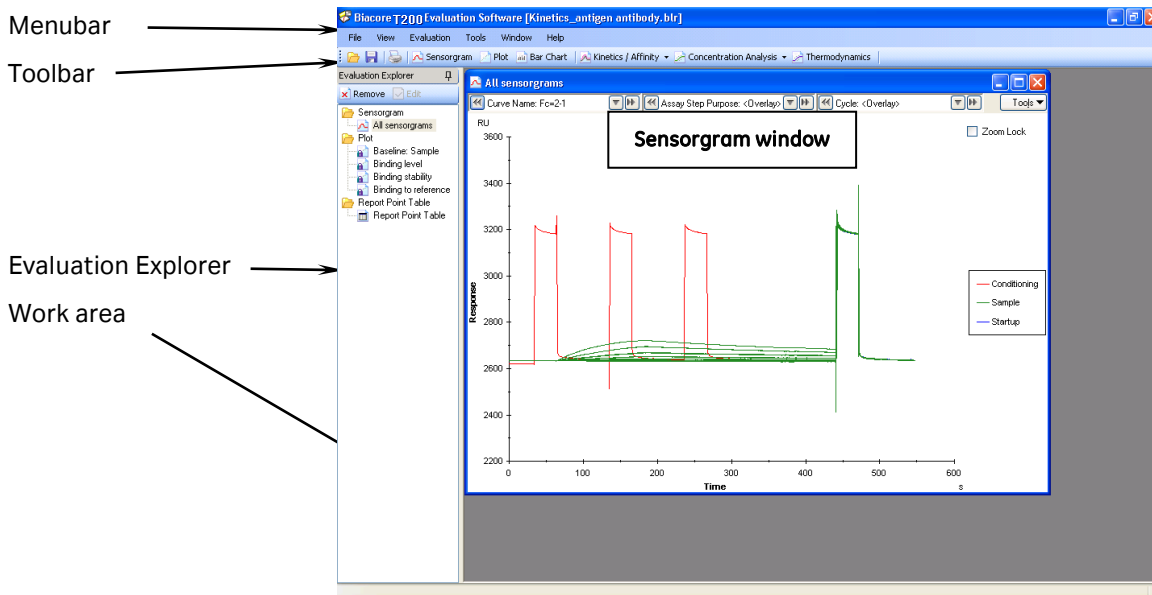 Menubar
Toolbar
Evaluation Explorer
Work area
Biacore T200 Evaluation Software [Kinetics_antigen antibody.blr]
File View Evaluation Tools Window Help
Sensorgram Plot Bar Chart Kinetics / Affinity Concentration Analysis Thermodynamics
Evaluation Explorer
Remove Edit
Sensorgram
All sensorgrams
Plot
Baseline: Sample
Binding level
Binding stability
Binding to reference
Report Point Table
Report Point Table
All sensorgrams
Curve Name: Fc=2-1 Assay Step Purpose: <Overlay> Cycle: <Overlay> Tools
Sensorgram window
Zoom Lock
RU
3600
3400
3200
3000
2800
2600
2400
2200
Response
0 100 200 300 400 500 600
Time
s
Conditioning
Sample
Startup